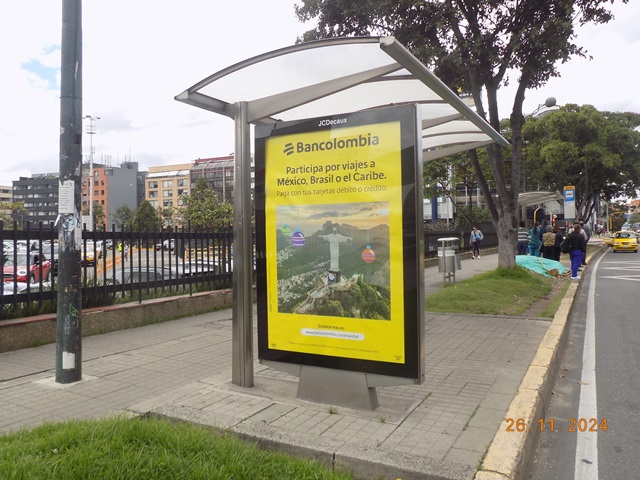 JCDecaux
Bancolombia
Participa por viajes a
México, Brasil o el Caribe.
Paga con tus tarjetas débito o crédito.
26 11 2024